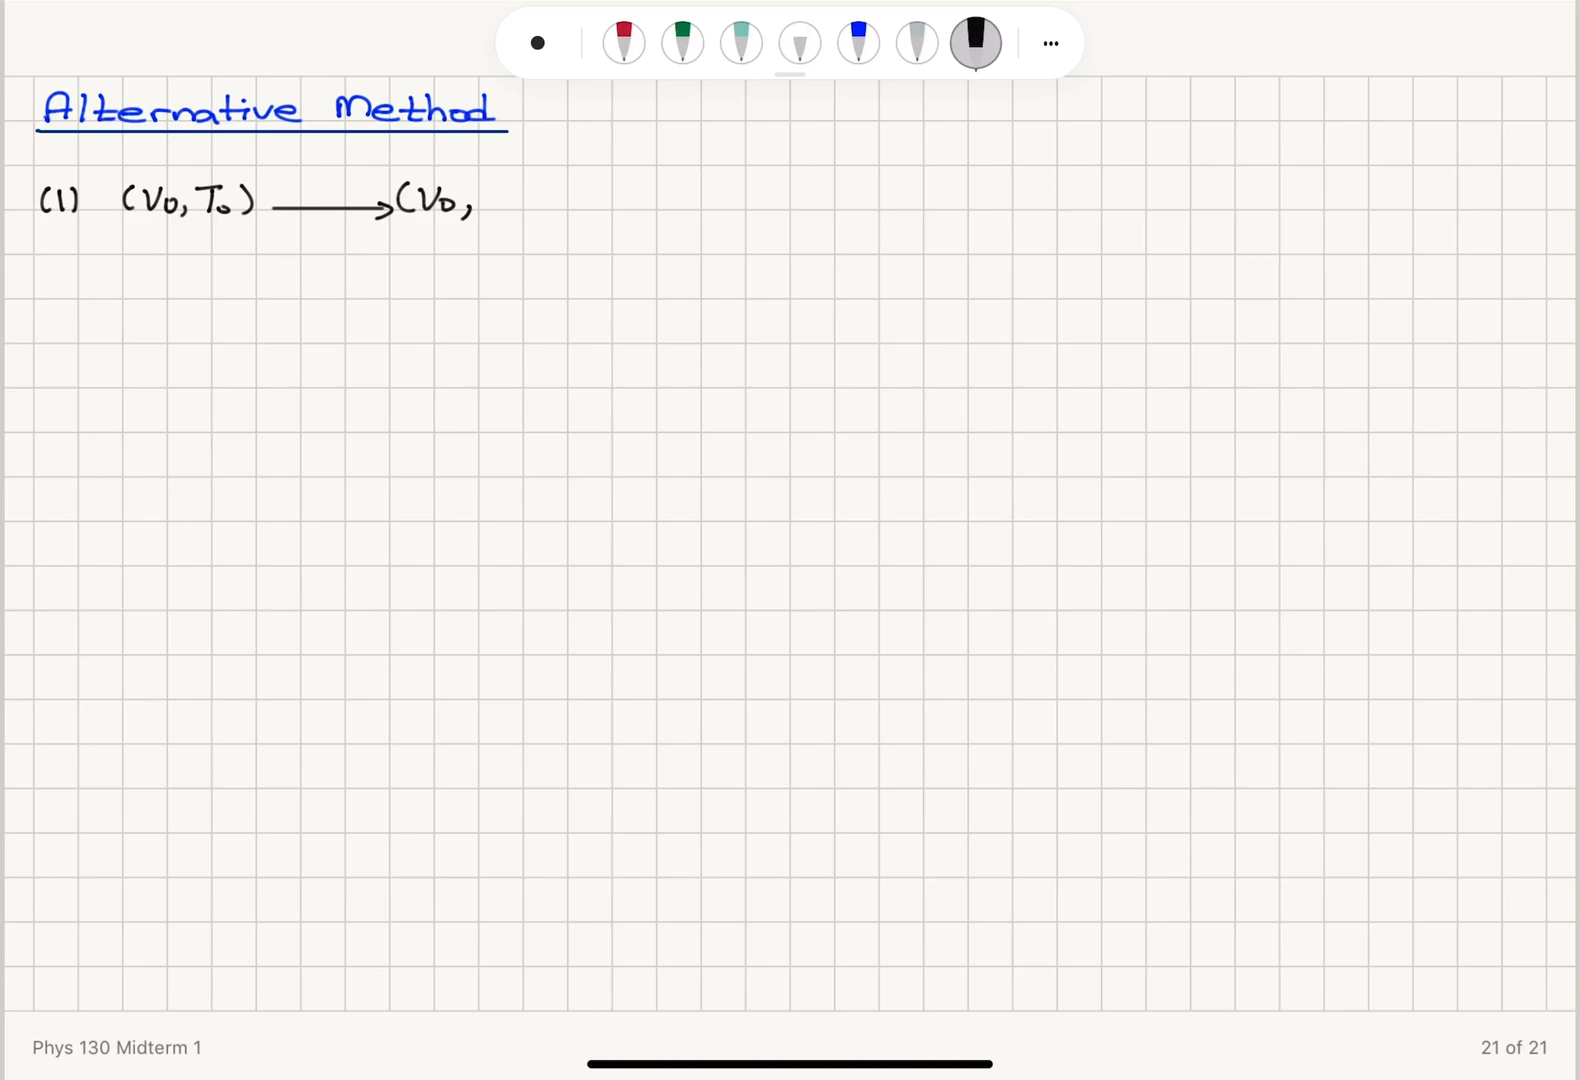 Alternative Method
(1) (V₀, T₀) ⟶ (V₀,
Phys 130 Midterm 1
21 of 21